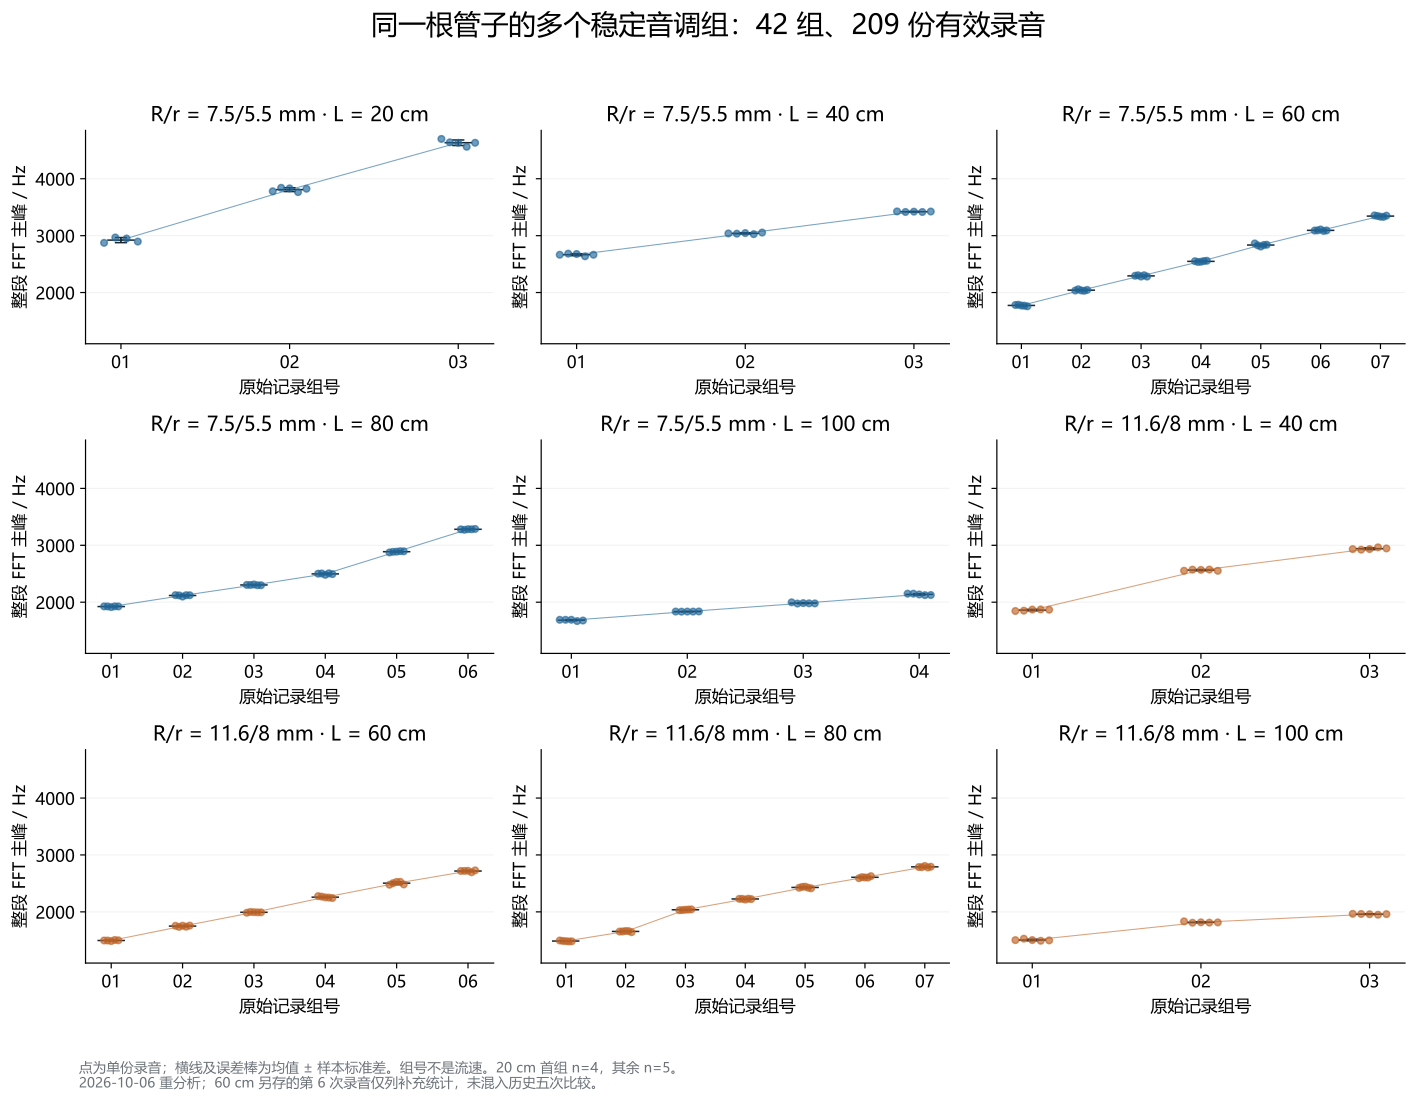 同一根管子的多个稳定音调组：42 组、209 份有效录音
R/r = 7.5/5.5 mm · L = 20 cm
整段 FFT 主峰 / Hz
4000
3000
2000
01 02 03
原始记录组号
R/r = 7.5/5.5 mm · L = 40 cm
整段 FFT 主峰 / Hz
01 02 03
原始记录组号
R/r = 7.5/5.5 mm · L = 60 cm
整段 FFT 主峰 / Hz
01 02 03 04 05 06 07
原始记录组号
R/r = 7.5/5.5 mm · L = 80 cm
整段 FFT 主峰 / Hz
4000
3000
2000
01 02 03 04 05 06
原始记录组号
R/r = 7.5/5.5 mm · L = 100 cm
整段 FFT 主峰 / Hz
01 02 03 04
原始记录组号
R/r = 11.6/8 mm · L = 40 cm
整段 FFT 主峰 / Hz
01 02 03
原始记录组号
R/r = 11.6/8 mm · L = 60 cm
整段 FFT 主峰 / Hz
4000
3000
2000
01 02 03 04 05 06
原始记录组号
R/r = 11.6/8 mm · L = 80 cm
整段 FFT 主峰 / Hz
01 02 03 04 05 06 07
原始记录组号
R/r = 11.6/8 mm · L = 100 cm
整段 FFT 主峰 / Hz
01 02 03
原始记录组号
点为单份录音；横线及误差棒为均值 ± 样本标准差。组号不是流速。20 cm 首组 n=4，其余 n=5。
2026-10-06 重分析；60 cm 另存的第 6 次录音仅列补充统计，未混入历史五次比较。